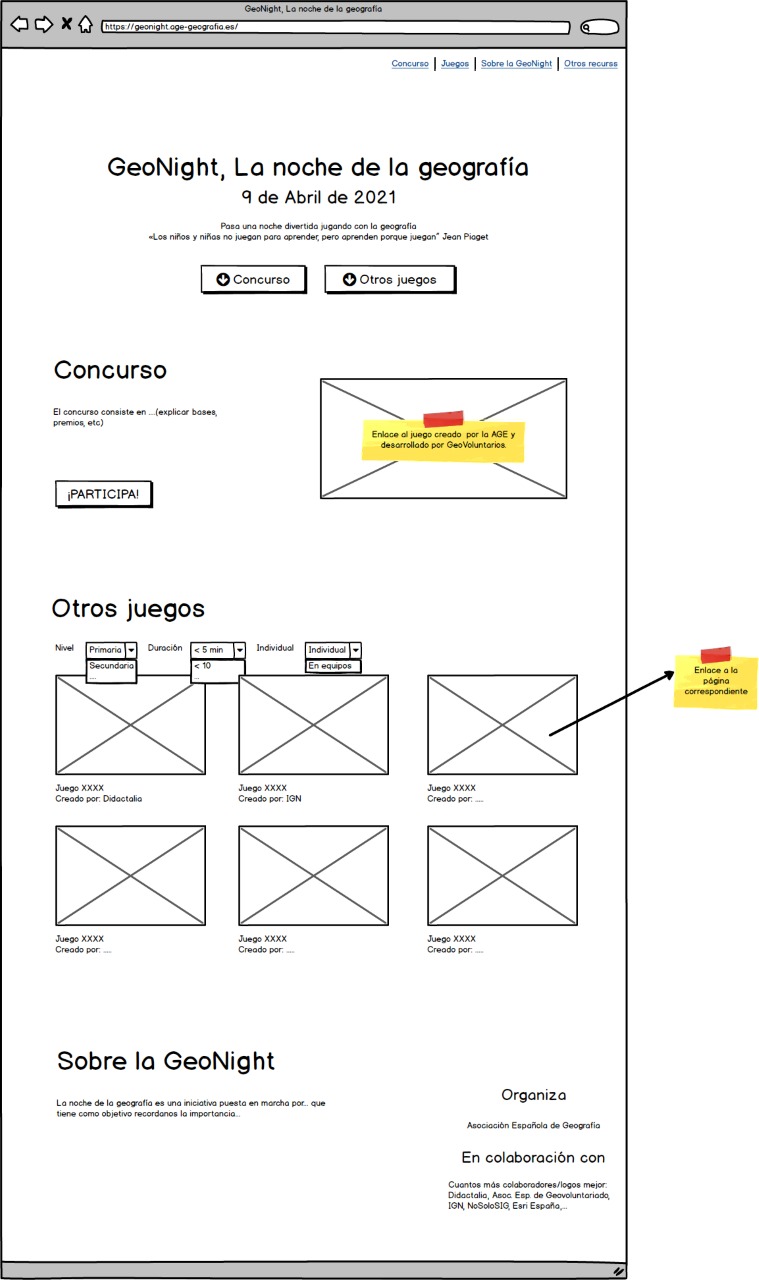 GeoNight, La noche de la geografía
https://geonight.age-geografia.es/
Concurso
Juegos
Sobre la GeoNight
Otros recurss
GeoNight, La noche de la geografía
9 de Abril de 2021
Pasa una noche divertida jugando con la geografía
«Los niños y niñas no juegan para aprender, pero aprenden porque juegan" Jean Piaget
Concurso
Otros juegos
Concurso
El concurso consiste en ...(explicar bases,
premios, etc)
Enlace al juego creado por la AGE y
desarrollado por GeoVoluntarios.
¡PARTICIPA!
Otros juegos
Nivel
Primaria
Duración
< 5 min
Individual
Individual
Secundaria
...
< 10
...
En equipos
Enlace a la
página
correspondiente
Juego XXXX
Creado por: Didactalia
Juego XXXX
Creado por: IGN
Juego XXXX
Creado por: ....
Juego XXXX
Creado por: ....
Juego XXXX
Creado por: ....
Juego XXXX
Creado por: ....
Sobre la GeoNight
La noche de la geografía es una iniciativa puesta en marcha por... que
tiene como objetivo recordanos la importancia...
Organiza
Asociación Española de Geografía
En colaboración con
Cuantos más colaboradores/logos mejor:
Didactalia, Asoc. Esp. de Geovoluntariado,
IGN, NoSoloSIG, Esri España,...